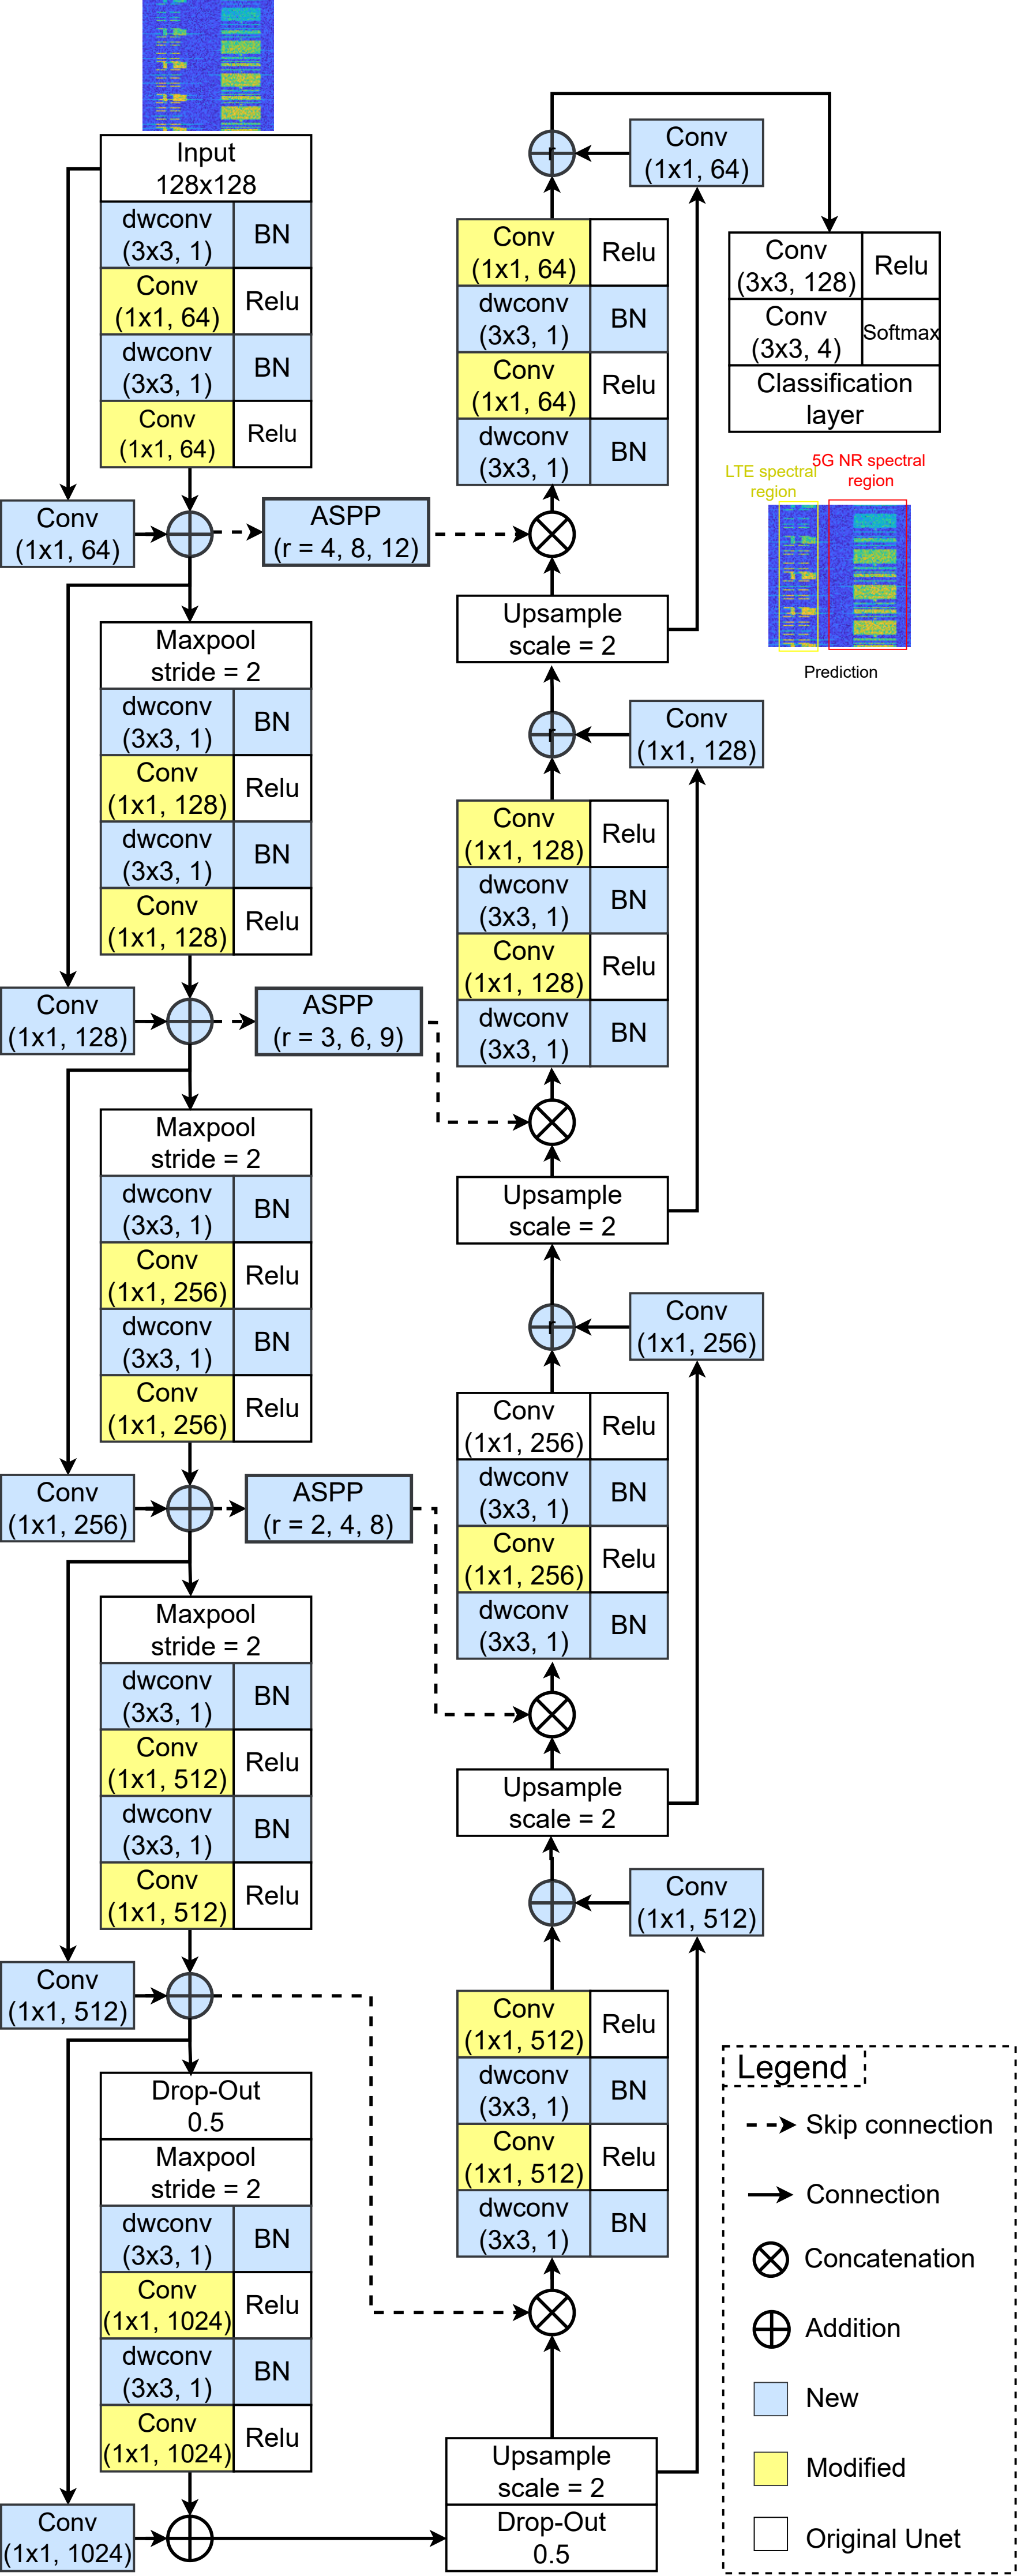 Input
128x128
dwconv
(3x3, 1)
BN
Conv
(1x1, 64)
Relu
dwconv
(3x3, 1)
BN
Conv
(1x1, 64)
Relu
Conv
(1x1, 64)
ASPP
(r = 4, 8, 12)
Maxpool
stride = 2
dwconv
(3x3, 1)
BN
Conv
(1x1, 128)
Relu
dwconv
(3x3, 1)
BN
Conv
(1x1, 128)
Relu
Conv
(1x1, 128)
ASPP
(r = 3, 6, 9)
Maxpool
stride = 2
dwconv
(3x3, 1)
BN
Conv
(1x1, 256)
Relu
dwconv
(3x3, 1)
BN
Conv
(1x1, 256)
Relu
Conv
(1x1, 256)
ASPP
(r = 2, 4, 8)
Maxpool
stride = 2
dwconv
(3x3, 1)
BN
Conv
(1x1, 512)
Relu
dwconv
(3x3, 1)
BN
Conv
(1x1, 512)
Relu
Conv
(1x1, 512)
Drop-Out
0.5
Maxpool
stride = 2
dwconv
(3x3, 1)
BN
Conv
(1x1, 1024)
Relu
dwconv
(3x3, 1)
BN
Conv
(1x1, 1024)
Relu
Conv
(1x1, 1024)
r
Conv
(1x1, 64)
Conv
(1x1, 64)
Relu
dwconv
(3x3, 1)
BN
Conv
(1x1, 64)
Relu
dwconv
(3x3, 1)
BN
Upsample
scale = 2
r
Conv
(1x1, 128)
Conv
(1x1, 128)
Relu
dwconv
(3x3, 1)
BN
Conv
(1x1, 128)
Relu
dwconv
(3x3, 1)
BN
Upsample
scale = 2
r
Conv
(1x1, 256)
Conv
(1x1, 256)
Relu
dwconv
(3x3, 1)
BN
Conv
(1x1, 256)
Relu
dwconv
(3x3, 1)
BN
Upsample
scale = 2
Conv
(1x1, 512)
Conv
(1x1, 512)
Relu
dwconv
(3x3, 1)
BN
Conv
(1x1, 512)
Relu
dwconv
(3x3, 1)
BN
Upsample
scale = 2
Drop-Out
0.5
Conv
(3x3, 128)
Relu
Conv
(3x3, 4)
Softmax
Classification
layer
LTE spectral
region
5G NR spectral
region
Prediction
Legend
Skip connection
Connection
Concatenation
Addition
New
Modified
Original Unet